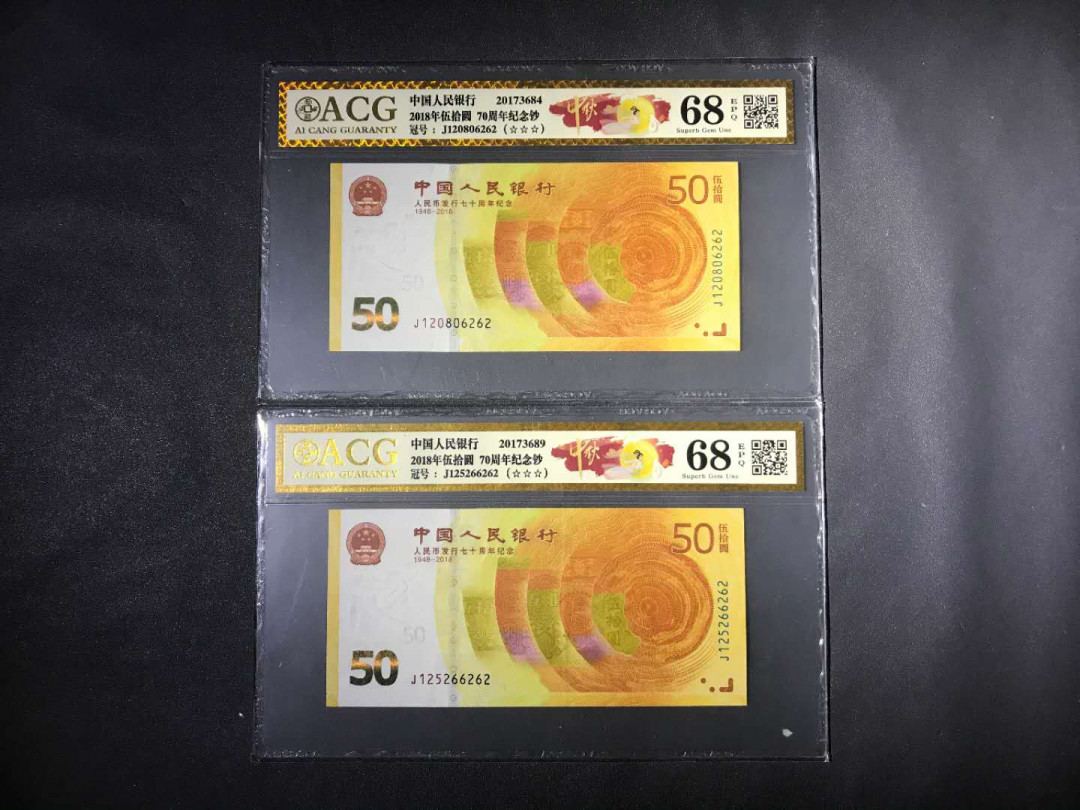 ACG
AI CANG GUARANTY
中国人民银行 20173684
2018年伍拾圆 70周年纪念钞
冠号：J120806262（☆☆☆）
中秋
68
EPQ
Superb Gem Unc
中国人民银行
人民币发行七十周年纪念
1948-2018
50
伍拾圆
50
50
J120806262
J120806262
ACG
AI CANG GUARANTY
中国人民银行 20173689
2018年伍拾圆 70周年纪念钞
冠号：J125266262（☆☆☆）
中秋
68
EPQ
Superb Gem Unc
中国人民银行
人民币发行七十周年纪念
1948-2018
50
伍拾圆
50
50
J125266262
J125266262